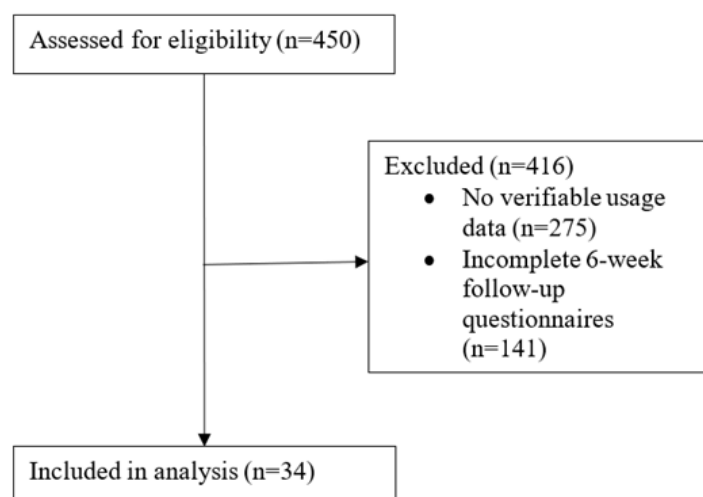 Assessed for eligibility (n=450)
Excluded (n=416)
• No verifiable usage
data (n=275)
• Incomplete 6-week
follow-up
questionnaires
(n=141)
Included in analysis (n=34)